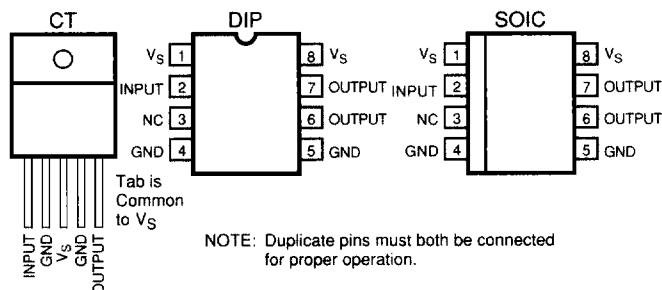 CT
Tab is
Common
to VS
INPUT
GND
VS
GND
OUTPUT
DIP
VS 1
INPUT 2
NC 3
GND 4
8 VS
7 OUTPUT
6 OUTPUT
5 GND
SOIC
VS 1
INPUT 2
NC 3
GND 4
8 VS
7 OUTPUT
6 OUTPUT
5 GND
NOTE: Duplicate pins must both be connected
for proper operation.